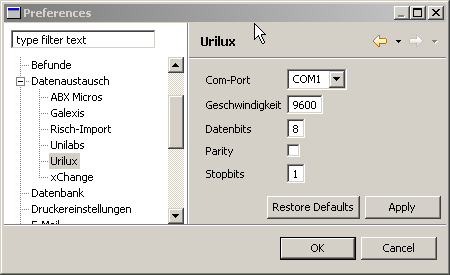 Preferences
type filter text
Befunde
Datenaustausch
ABX Micros
Galexis
Risch-Import
Unilabs
Urilux
xChange
Datenbank
Druckereinstellungen
E-Mail
Urilux
Com-Port COM1
Geschwindigkeit 9600
Datenbits 8
Parity
Stopbits 1
Restore Defaults Apply
OK Cancel